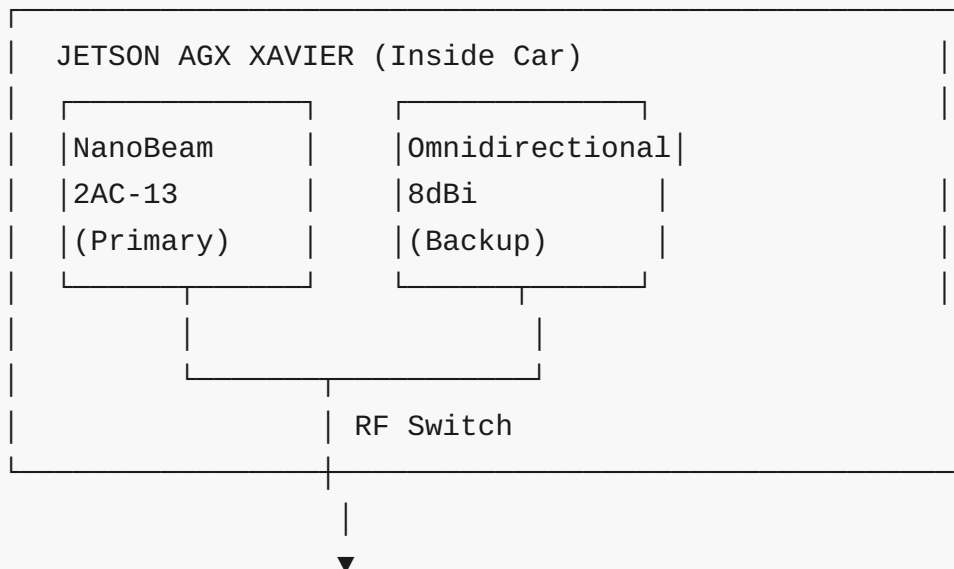 JETSON AGX XAVIER (Inside Car)
NanoBeam Omnidirectional
2AC-13 8dBi
(Primary) (Backup)
RF Switch